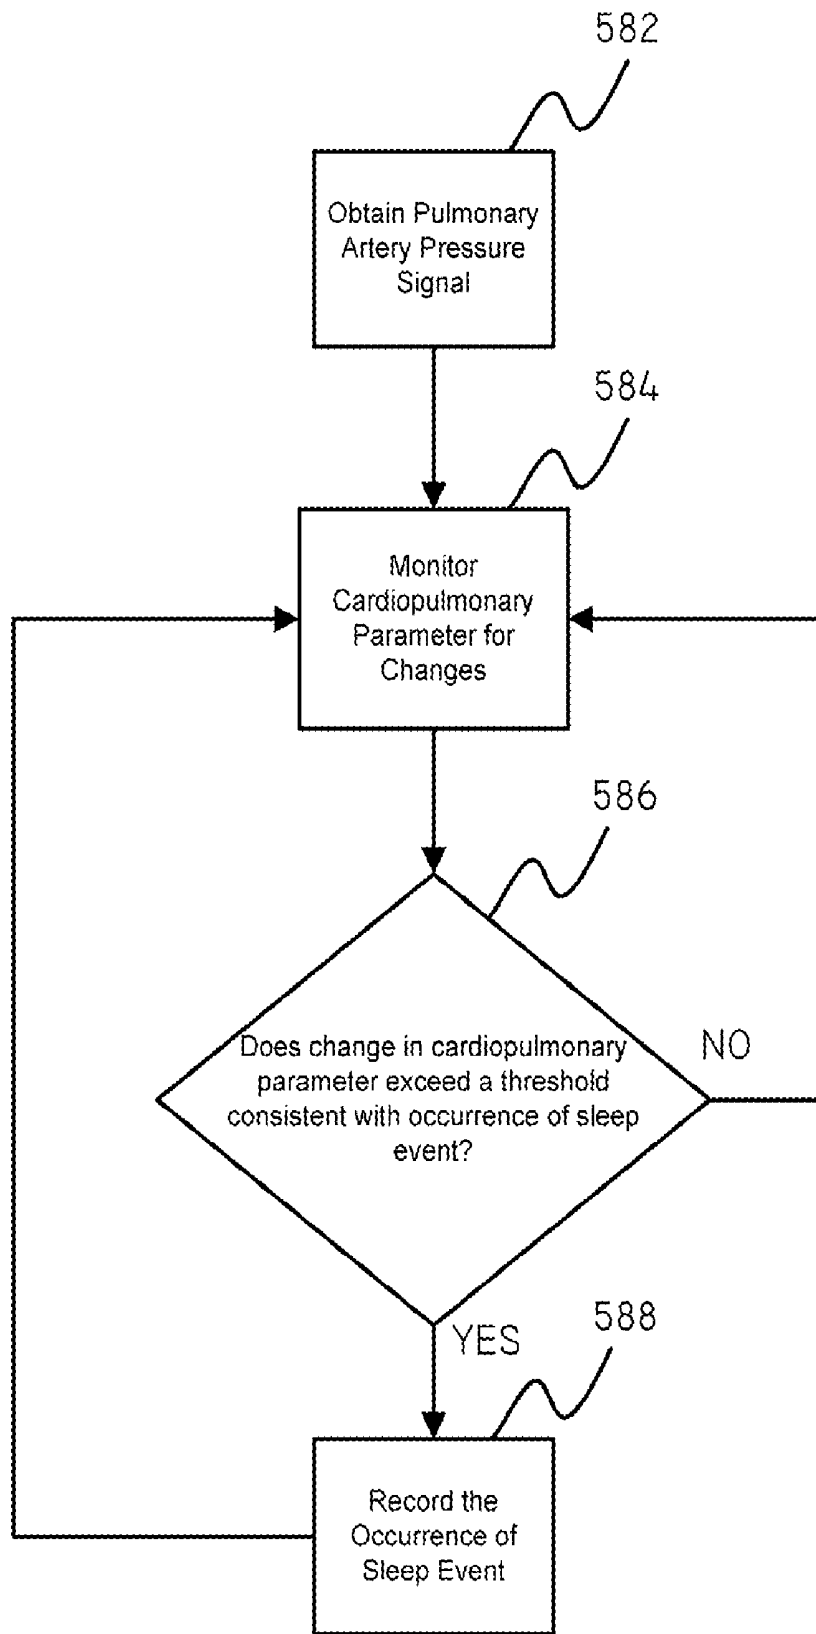 582
Obtain Pulmonary
Artery Pressure
Signal
584
Monitor
Cardiopulmonary
Parameter for
Changes
586
Does change in cardiopulmonary
parameter exceed a threshold
consistent with occurrence of sleep
event?
NO
YES
588
Record the
Occurrence of
Sleep Event